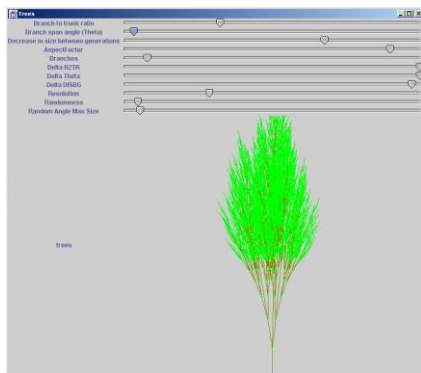 Trees
Branch to trunk ratio
Branch span angle (Theta)
Decrease in size between generations
AspectFactor
Branches
Delta B2TR
Delta Theta
Delta DISBG
Resolution
Randomness
Random Angle Max Size
trees